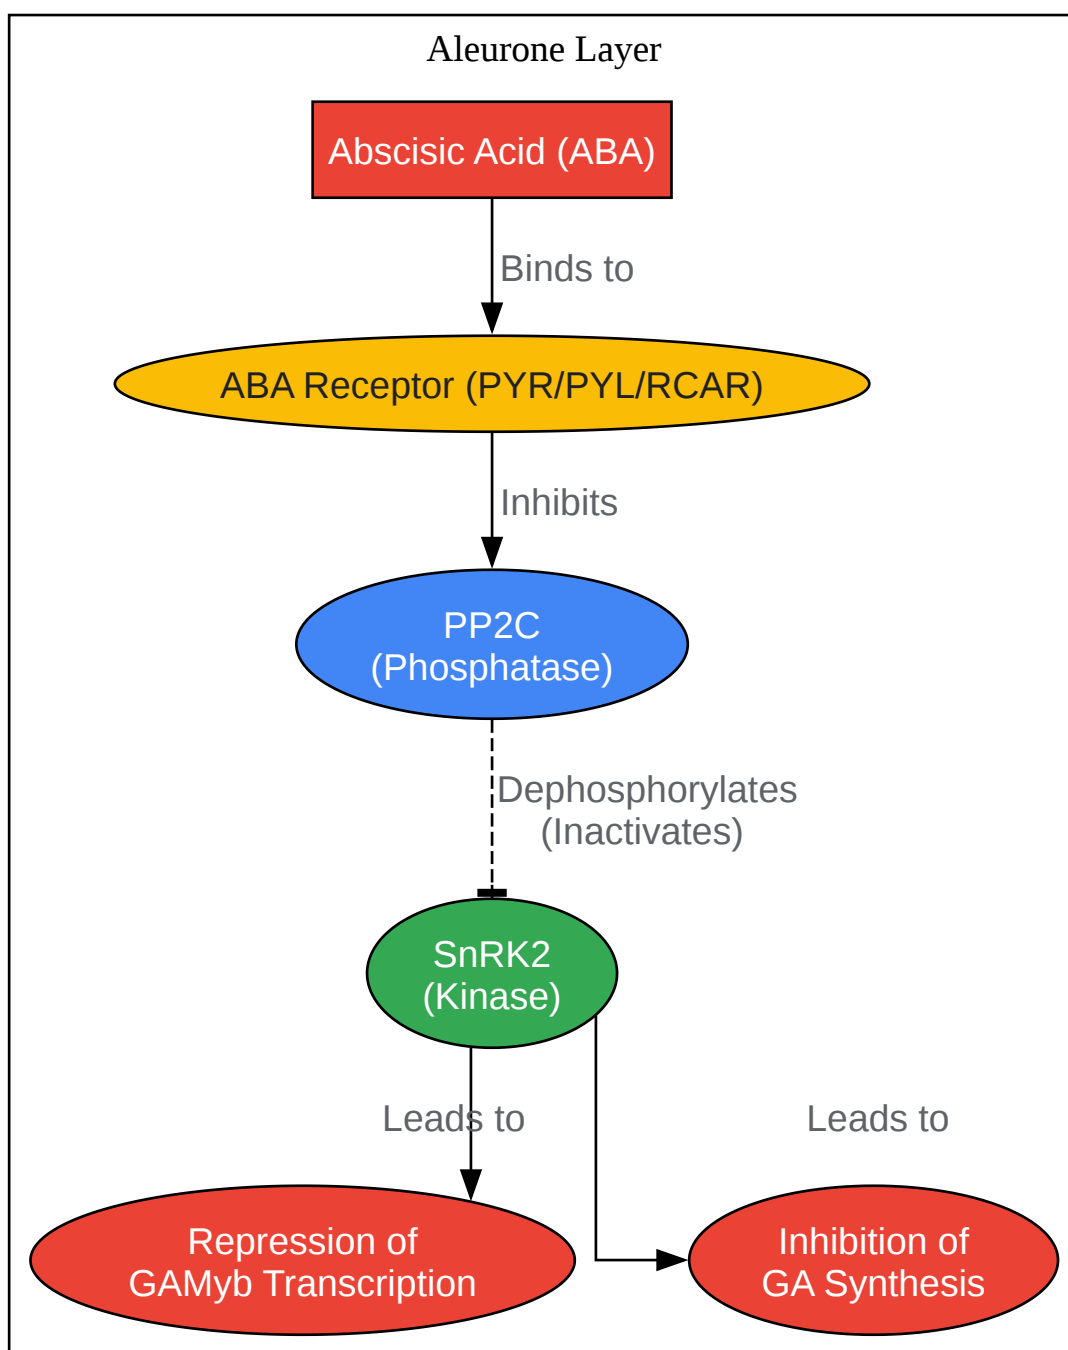 Aleurone Layer
Abscisic Acid (ABA)
Binds to
ABA Receptor (PYR/PYL/RCAR)
Inhibits
PP2C
(Phosphatase)
Dephosphorylates
(Inactivates)
SnRK2
(Kinase)
Leads to
Leads to
Repression of
GAMyb Transcription
Inhibition of
GA Synthesis